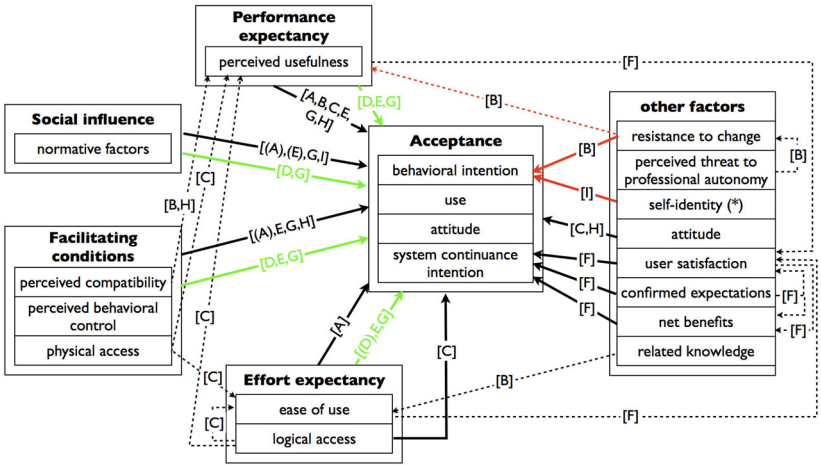 Performance
expectancy
perceived usefulness
[F]
[A,B,C,E,
G,H]
[D,E,G]
[B]
Social influence
normative factors
[(A),(E),G,I]
[D,G]
[C]
[B,H]
Acceptance
behavioral intention
use
attitude
system continuance
intention
other factors
resistance to change
perceived threat to
professional autonomy
self-identity (*)
attitude
user satisfaction
confirmed expectations
net benefits
related knowledge
[B]
[B]
[I]
[C,H]
[F]
[F]
[F]
[F]
[F]
Facilitating
conditions
perceived compatibility
perceived behavioral
control
physical access
[(A),E,G,H]
[D,E,G]
[C]
[A]
[(D),E,G]
[C]
[C]
[B]
Effort expectancy
ease of use
logical access
[C]
[F]